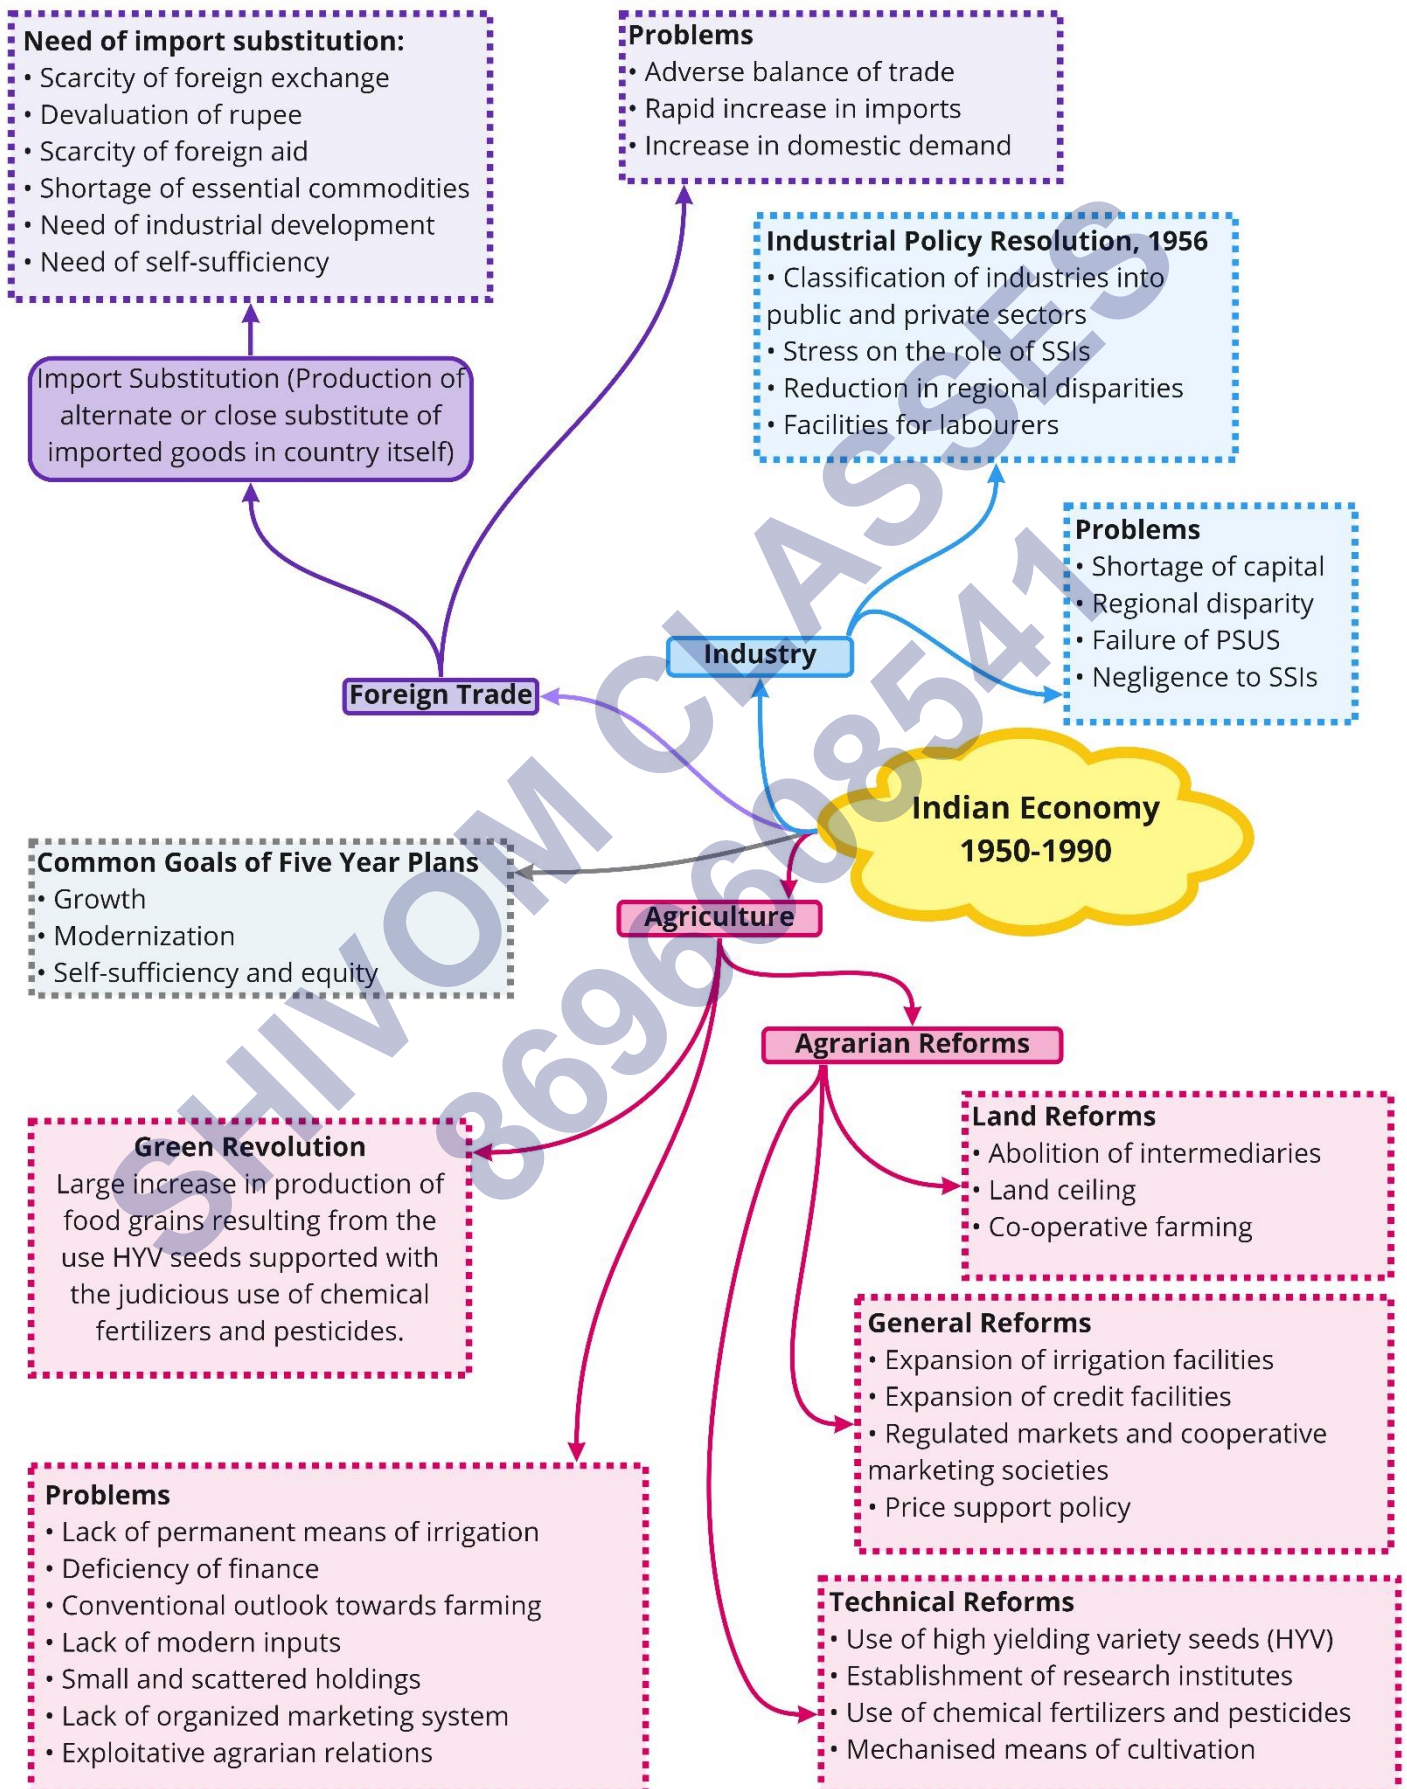 Need of import substitution:
• Scarcity of foreign exchange
• Devaluation of rupee
• Scarcity of foreign aid
• Shortage of essential commodities
• Need of industrial development
• Need of self-sufficiency
Problems
• Adverse balance of trade
• Rapid increase in imports
• Increase in domestic demand
Industrial Policy Resolution, 1956
• Classification of industries into
public and private sectors
• Stress on the role of SSIs
• Reduction in regional disparities
• Facilities for labourers
Import Substitution (Production of
alternate or close substitute of
imported goods in country itself)
Problems
• Shortage of capital
• Regional disparity
• Failure of PSUS
• Negligence to SSIs
Industry
Foreign Trade
Indian Economy
1950-1990
Common Goals of Five Year Plans
• Growth
• Modernization
• Self-sufficiency and equity
Agriculture
Agrarian Reforms
Green Revolution
Large increase in production of
food grains resulting from the
use HYV seeds supported with
the judicious use of chemical
fertilizers and pesticides.
Land Reforms
• Abolition of intermediaries
• Land ceiling
• Co-operative farming
General Reforms
• Expansion of irrigation facilities
• Expansion of credit facilities
• Regulated markets and cooperative
marketing societies
• Price support policy
Problems
• Lack of permanent means of irrigation
• Deficiency of finance
• Conventional outlook towards farming
• Lack of modern inputs
• Small and scattered holdings
• Lack of organized marketing system
• Exploitative agrarian relations
Technical Reforms
• Use of high yielding variety seeds (HYV)
• Establishment of research institutes
• Use of chemical fertilizers and pesticides
• Mechanised means of cultivation
SHIVOM CLASSES
8696608541